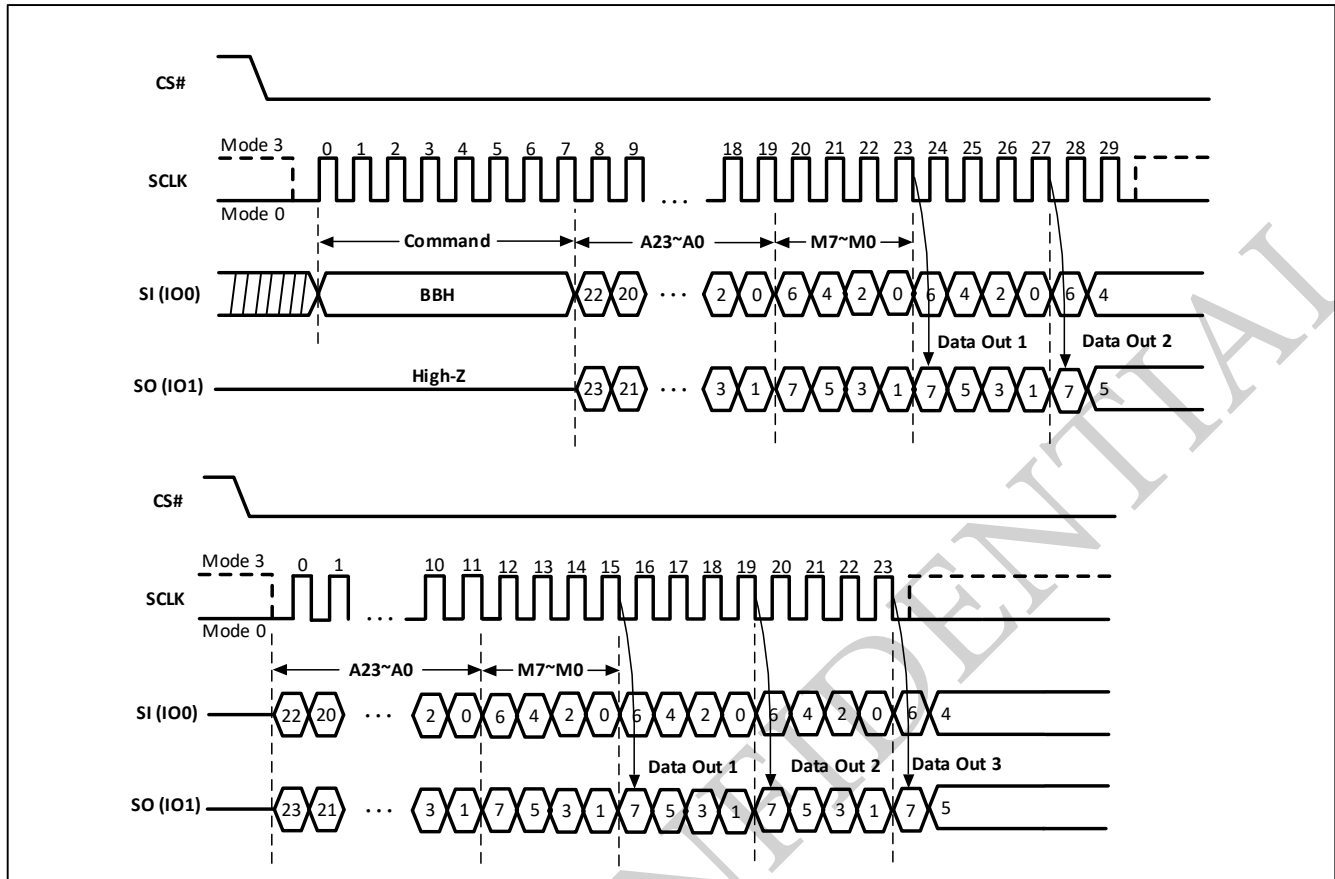 CS#
Mode 3
0 1 2 3 4 5 6 7 8 9 18 19 20 21 22 23 24 25 26 27 28 29
SCLK
...
Mode 0
Command A23~A0 M7~M0
SI (IO0) BBH 22 20 ... 2 0 6 4 2 0 6 4 2 0 6 4
Data Out 1 Data Out 2
High-Z
SO (IO1) 23 21 ... 3 1 7 5 3 1 7 5 3 1 7 5
CS#
Mode 3
0 1 10 11 12 13 14 15 16 17 18 19 20 21 22 23
SCLK
...
Mode 0
A23~A0 M7~M0
SI (IO0) 22 20 ... 2 0 6 4 2 0 6 4 2 0 6 4 2 0 6 4
Data Out 1 Data Out 2 Data Out 3
SO (IO1) 23 21 ... 3 1 7 5 3 1 7 5 3 1 7 5 3 1 7 5
NFIDENTIAL